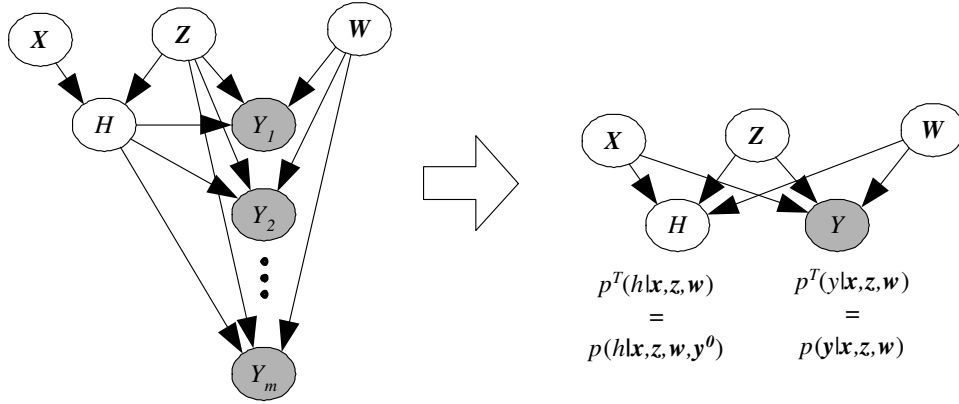 X
Z
W
H
Y₁
Y₂
Yₘ
X
Z
W
H
Y
pᵀ(h|x,z,w)
=
p(h|x,z,w,y⁰)
pᵀ(y|x,z,w)
=
p(y|x,z,w)